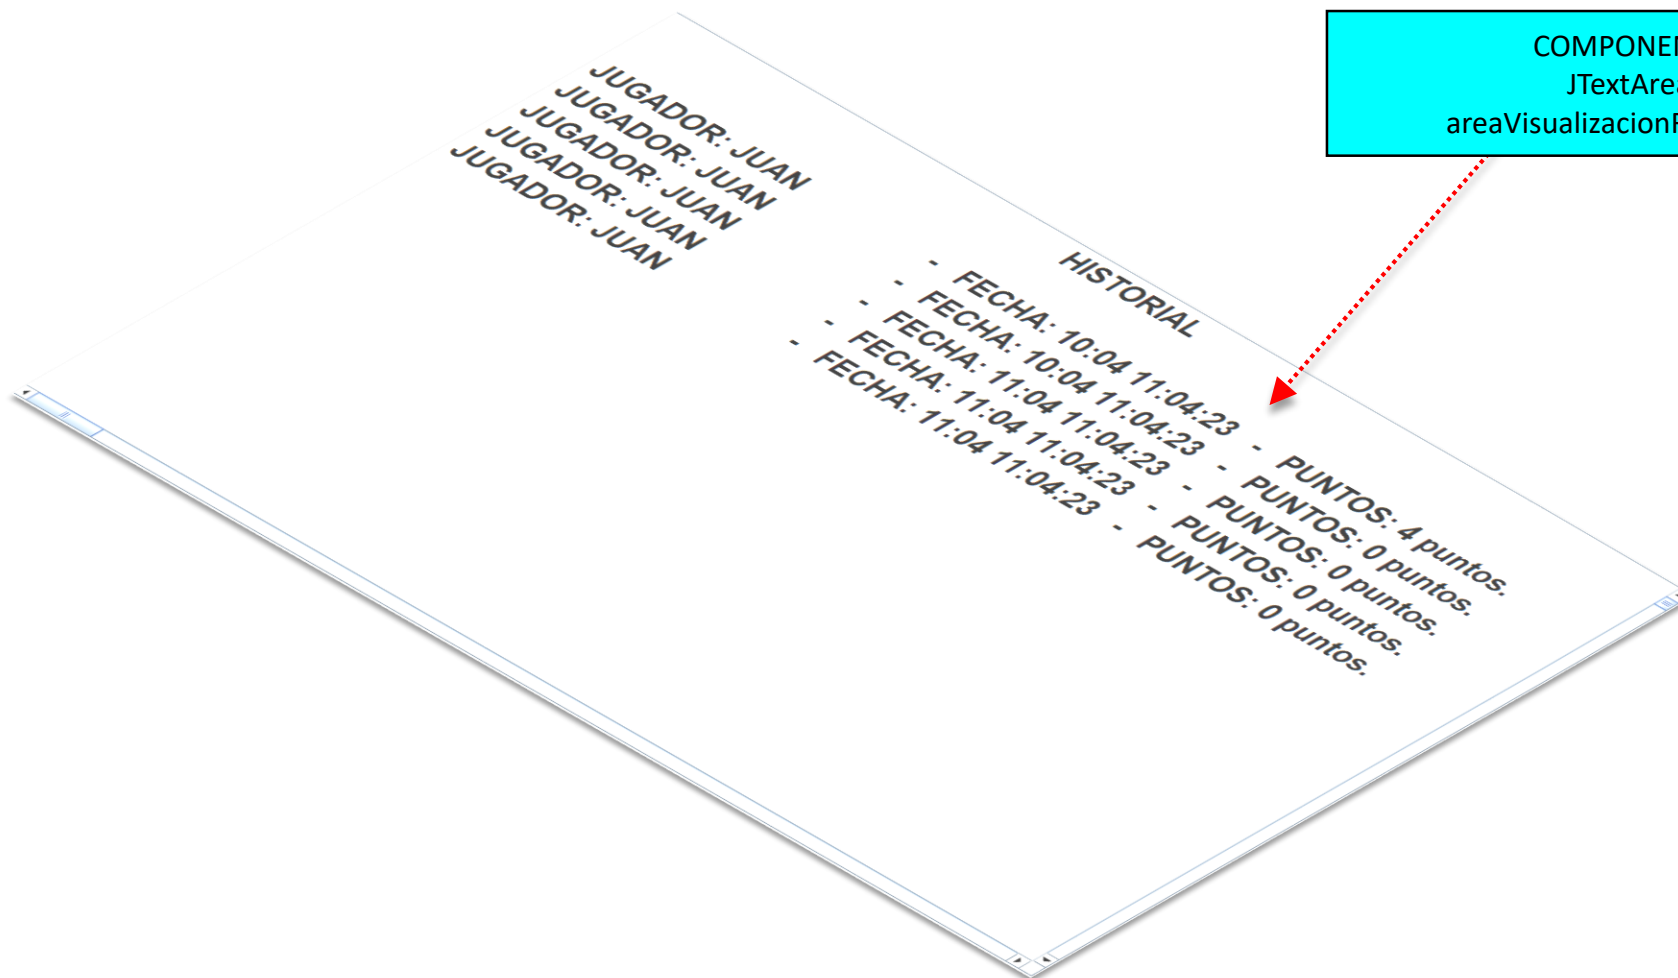 COMPONEN
JTextArea
areaVisualizacion
HISTORIAL
JUGADOR: JUAN - FECHA: 10:04 11:04:23 - PUNTOS: 4 puntos.
JUGADOR: JUAN - FECHA: 10:04 11:04:23 - PUNTOS: 0 puntos.
JUGADOR: JUAN - FECHA: 11:04 11:04:23 - PUNTOS: 0 puntos.
JUGADOR: JUAN - FECHA: 11:04 11:04:23 - PUNTOS: 0 puntos.
JUGADOR: JUAN - FECHA: 11:04 11:04:23 - PUNTOS: 0 puntos.